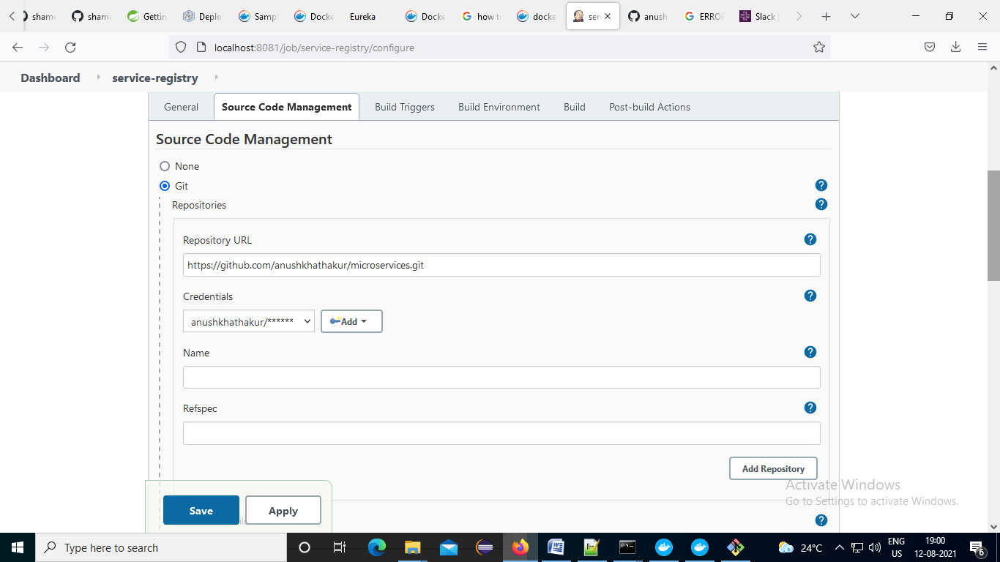 shame
shame
Gettin
Deplo
Sampl
Docke
Eureka
Docke
how to
docke
ser
anush
ERROR
Slack
localhost:8081/job/service-registry/configure
Dashboard
service-registry
General
Source Code Management
Build Triggers
Build Environment
Build
Post-build Actions
Source Code Management
None
Git
Repositories
Repository URL
https://github.com/anushkhathakur/microservices.git
Credentials
anushkhathakur/******
Add
Name
Refspec
Add Repository
Activate Windows
Go to Settings to activate Windows.
Save
Apply
Type here to search
24°C
ENG
US
19:00
12-08-2021
6